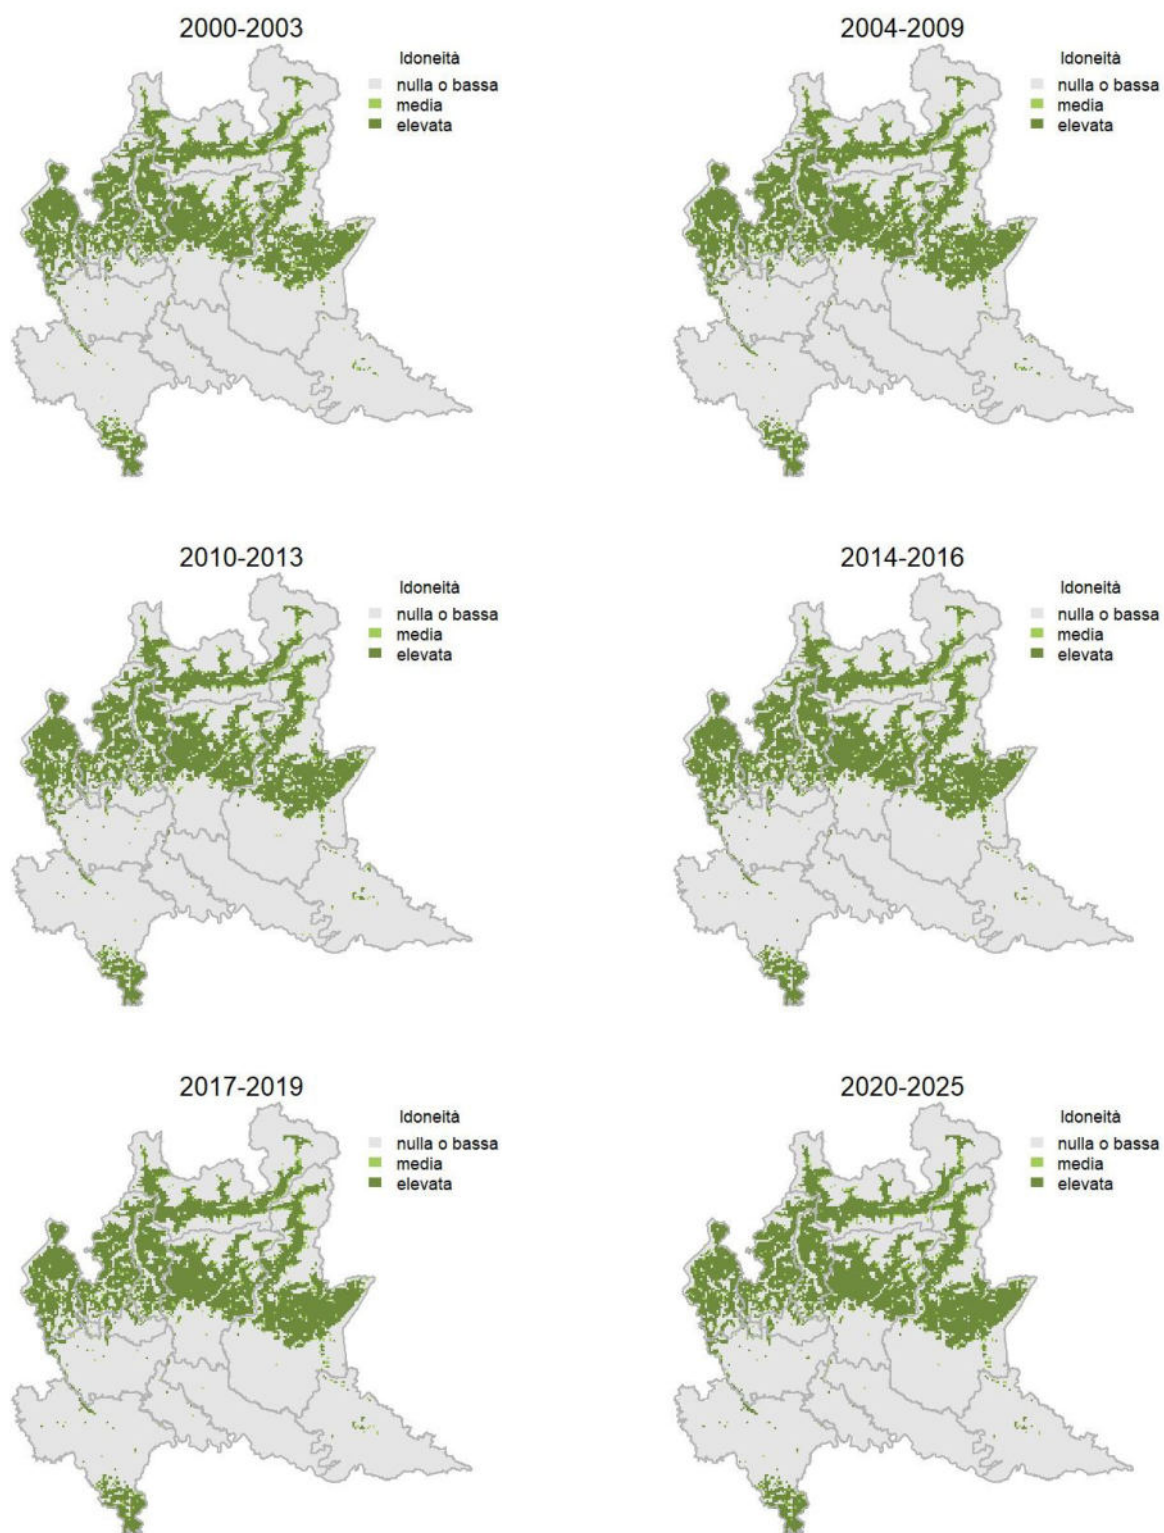 2000-2003
Idoneità
nulla o bassa
media
elevata
2004-2009
Idoneità
nulla o bassa
media
elevata
2010-2013
Idoneità
nulla o bassa
media
elevata
2014-2016
Idoneità
nulla o bassa
media
elevata
2017-2019
Idoneità
nulla o bassa
media
elevata
2020-2025
Idoneità
nulla o bassa
media
elevata